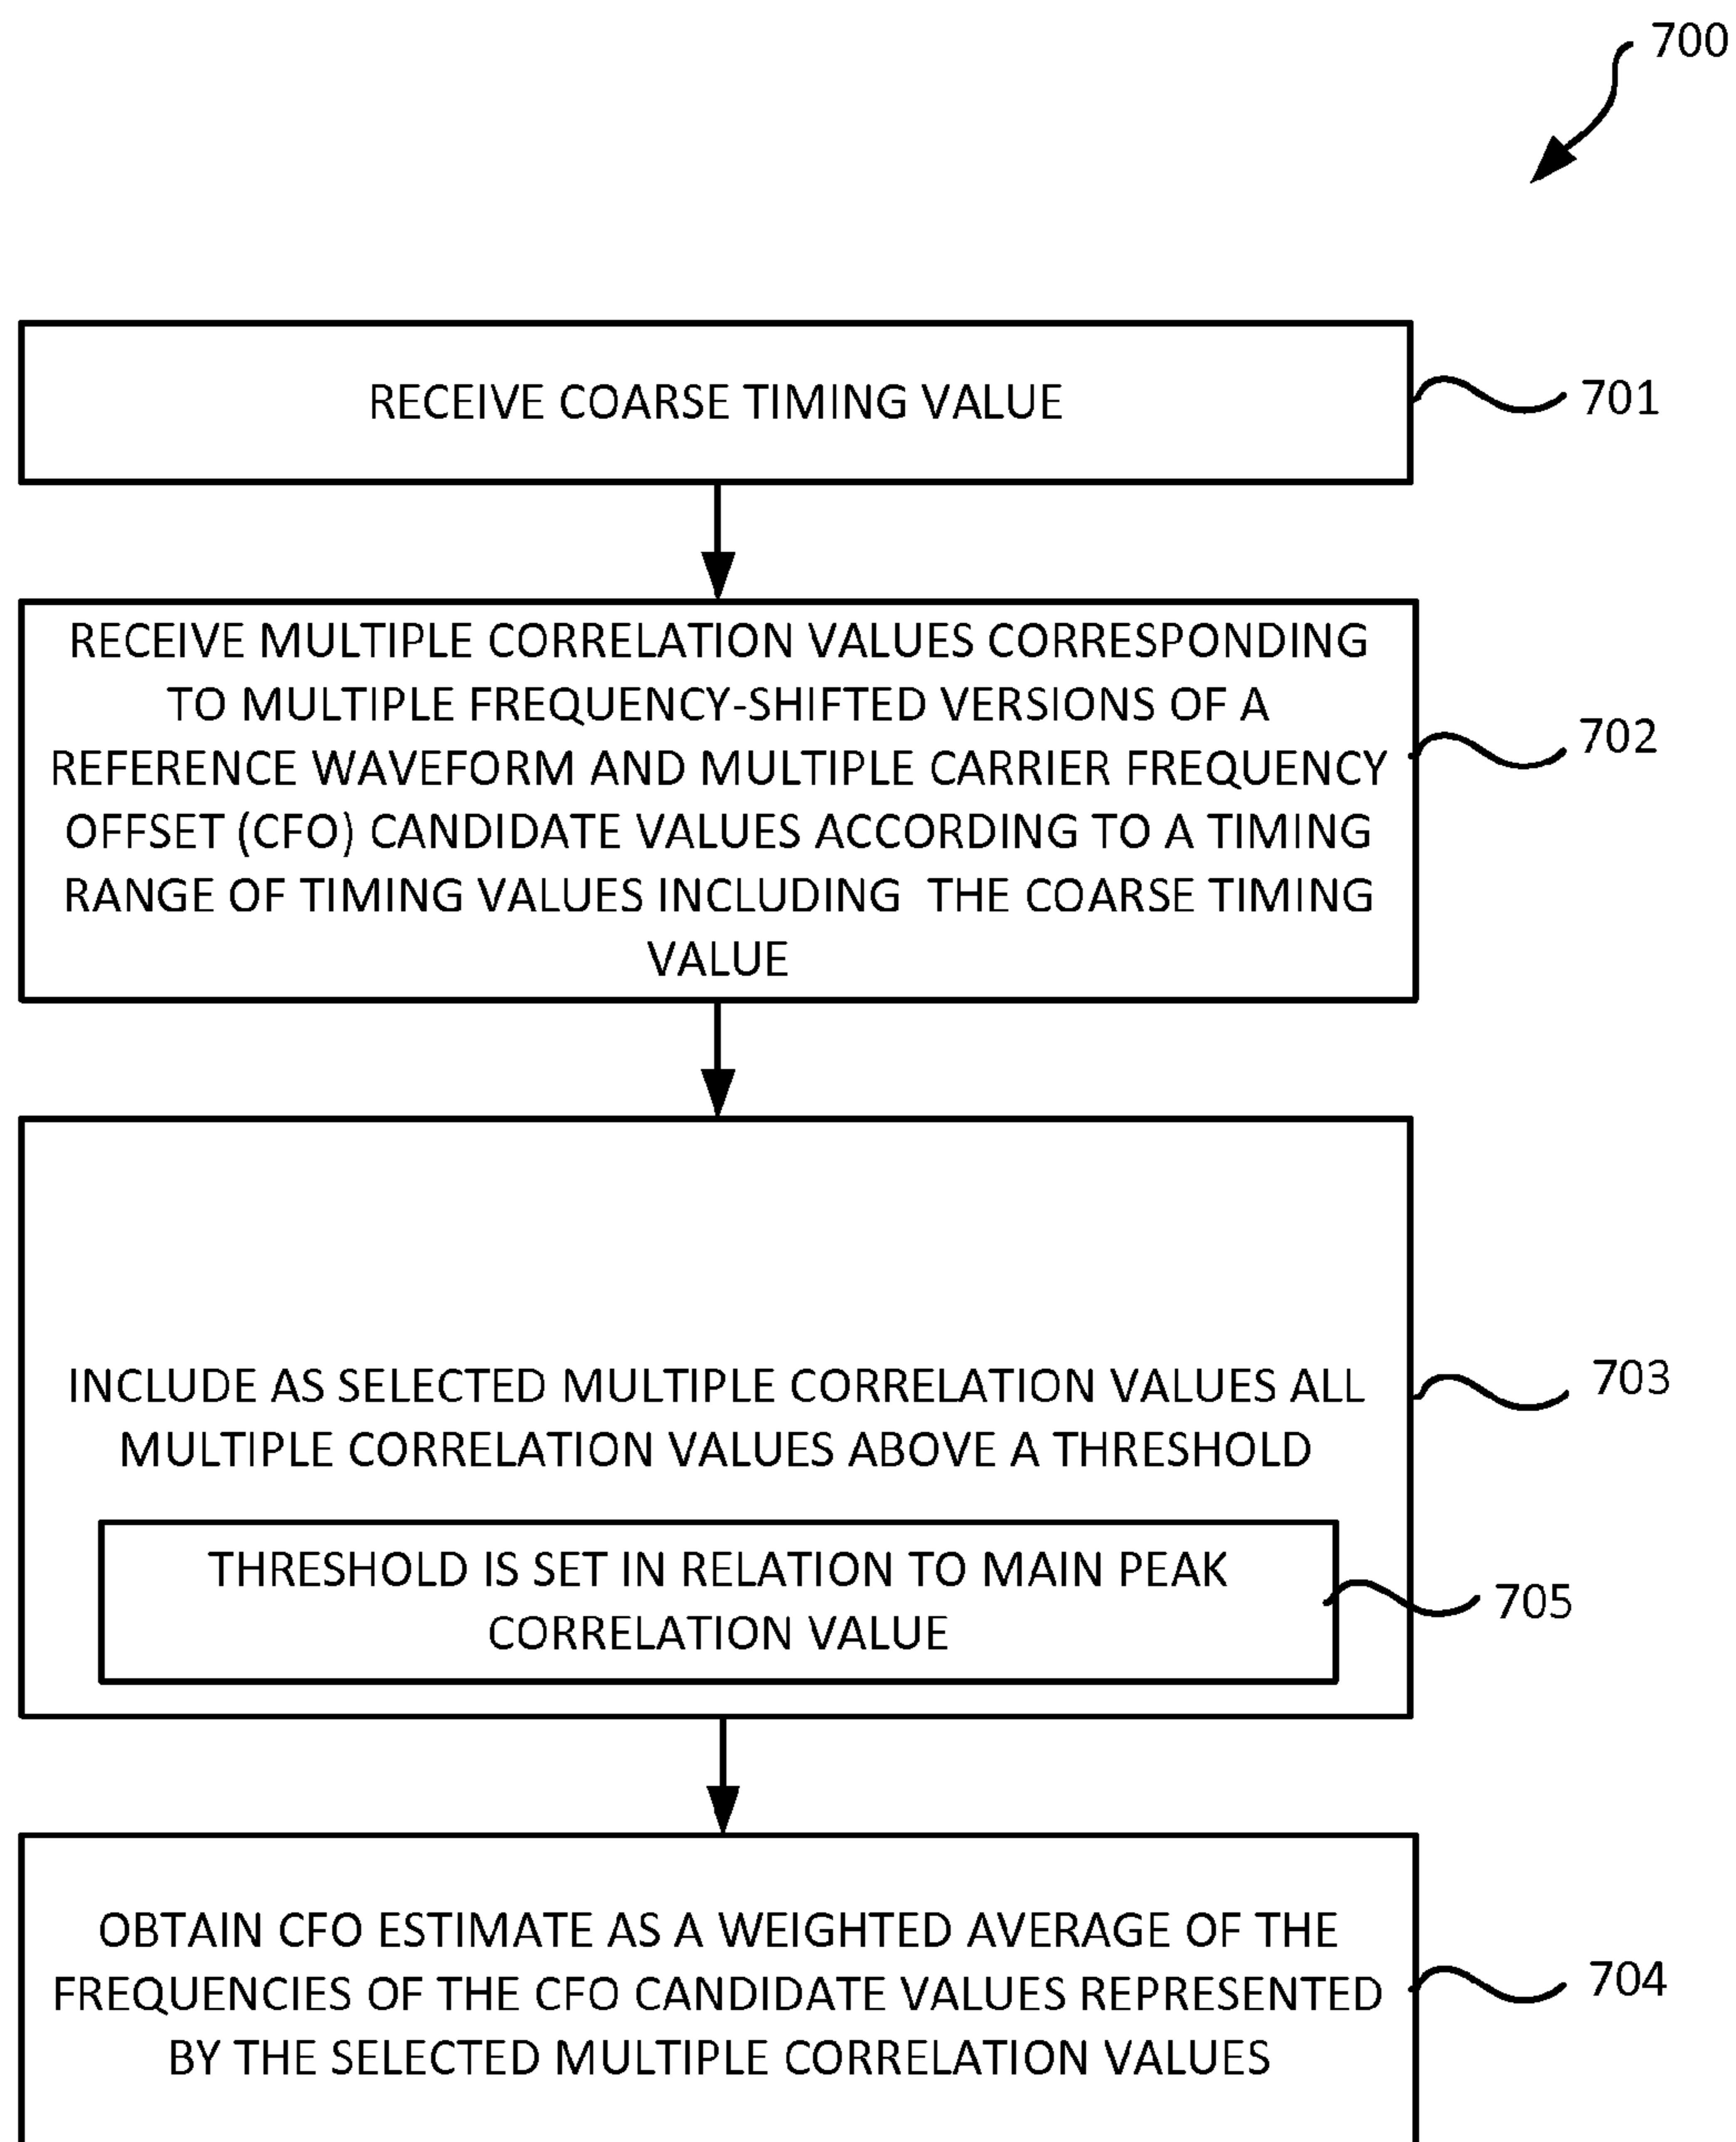 700
RECEIVE COARSE TIMING VALUE
701
RECEIVE MULTIPLE CORRELATION VALUES CORRESPONDING
TO MULTIPLE FREQUENCY-SHIFTED VERSIONS OF A
REFERENCE WAVEFORM AND MULTIPLE CARRIER FREQUENCY
OFFSET (CFO) CANDIDATE VALUES ACCORDING TO A TIMING
RANGE OF TIMING VALUES INCLUDING THE COARSE TIMING
VALUE
702
INCLUDE AS SELECTED MULTIPLE CORRELATION VALUES ALL
MULTIPLE CORRELATION VALUES ABOVE A THRESHOLD
703
THRESHOLD IS SET IN RELATION TO MAIN PEAK
CORRELATION VALUE
705
OBTAIN CFO ESTIMATE AS A WEIGHTED AVERAGE OF THE
FREQUENCIES OF THE CFO CANDIDATE VALUES REPRESENTED
BY THE SELECTED MULTIPLE CORRELATION VALUES
704